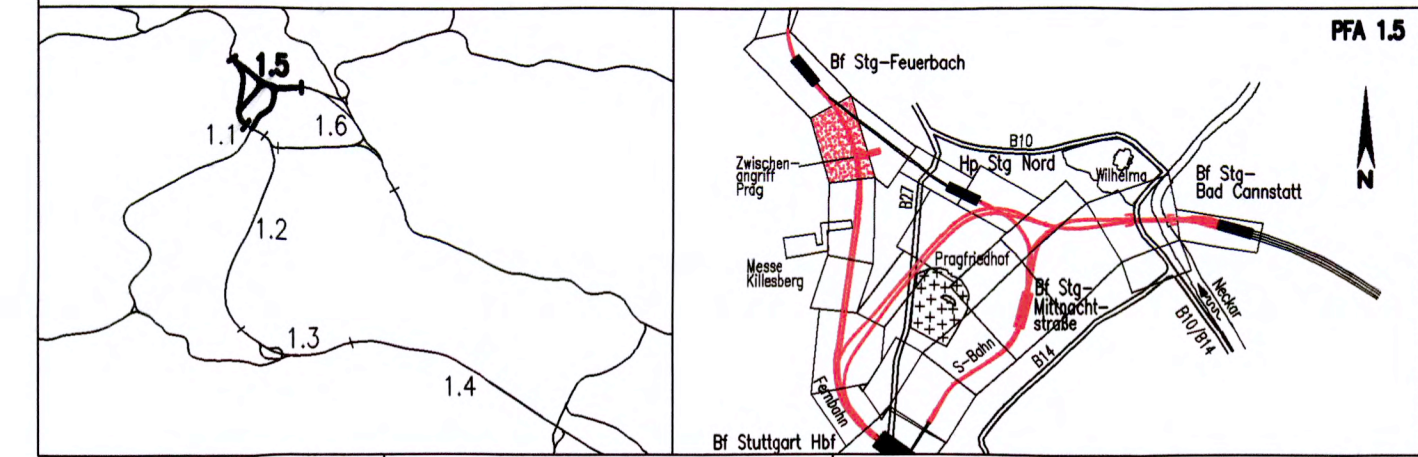 1.5
1.1
1.6
1.2
1.3
1.4
PFA 1.5
Bf Stg-Feuerbach
N
B10
Hp Stg Nord
Zwischen-
angriff
Prag
Wilhelma
Bf Stg-
Bad Cannstatt
B27
Messe
Killesberg
Pragfriedhof
Bf Stg-
Mittnacht-
straße
Neckar
B10/B14
S-Bahn
B14
Fernbahn
Bf Stuttgart Hbf